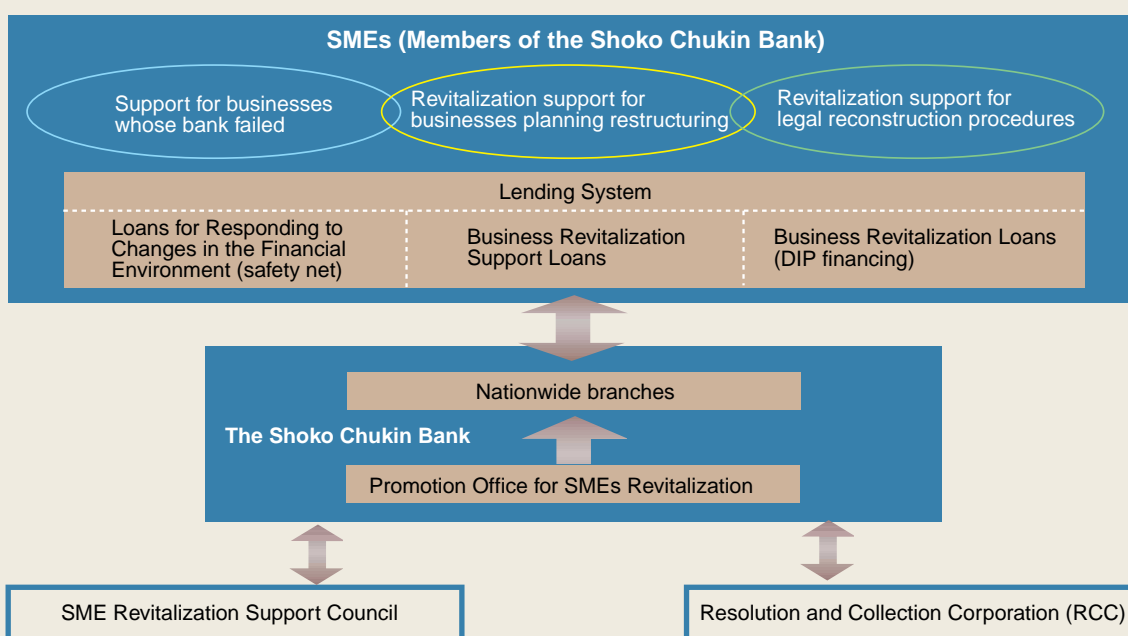 SMEs (Members of the Shoko Chukin Bank)
Support for businesses
whose bank failed
Revitalization support for
businesses planning restructuring
Revitalization support for
legal reconstruction procedures
Lending System
Loans for Responding to
Changes in the Financial
Environment (safety net)
Business Revitalization
Support Loans
Business Revitalization Loans
(DIP financing)
Nationwide branches
The Shoko Chukin Bank
Promotion Office for SMEs Revitalization
SME Revitalization Support Council
Resolution and Collection Corporation (RCC)